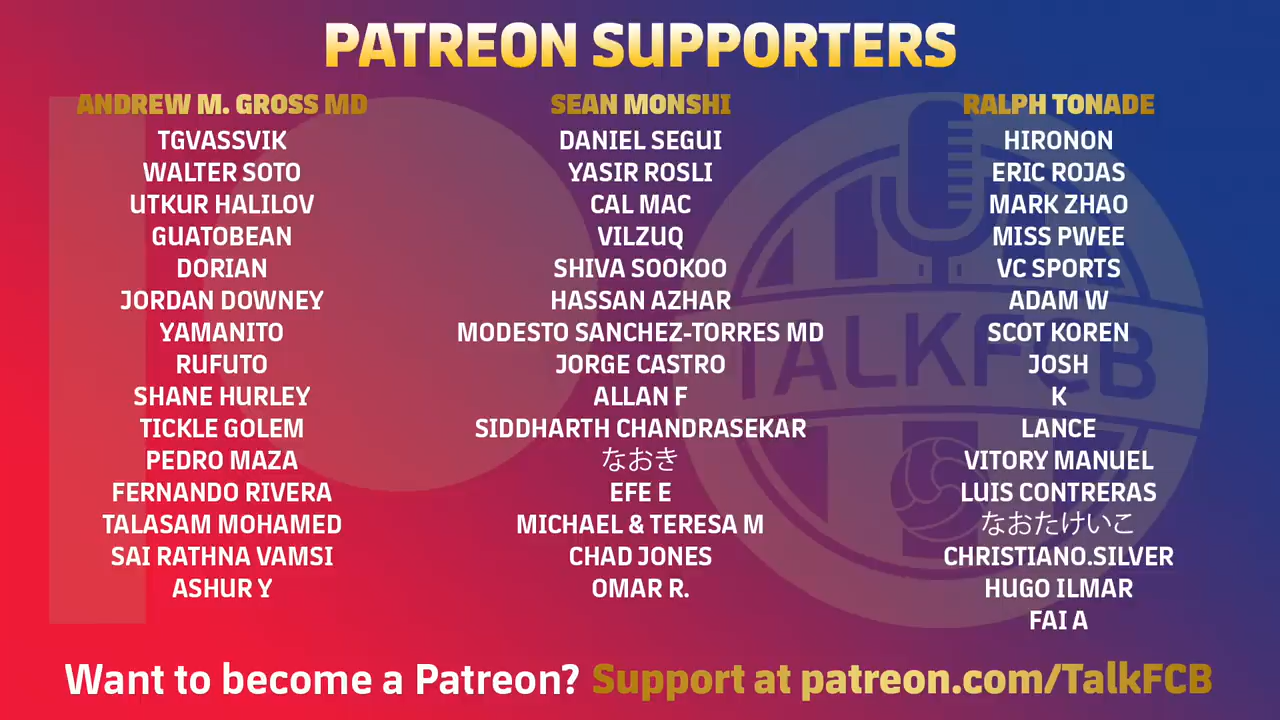 PATREON SUPPORTERS
ANDREW M. GROSS MD
TGVASSVIK
WALTER SOTO
UTKUR HALILOV
GUATOBEAN
DORIAN
JORDAN DOWNEY
YAMANITO
RUFUTO
SHANE HURLEY
TICKLE GOLEM
PEDRO MAZA
FERNANDO RIVERA
TALASAM MOHAMED
SAI RATHNA VAMSI
ASHUR Y
SEAN MONSHI
DANIEL SEGUI
YASIR ROSLI
CAL MAC
VILZUQ
SHIVA SOOKOO
HASSAN AZHAR
MODESTO SANCHEZ-TORRES MD
JORGE CASTRO
ALLAN F
SIDDHARTH CHANDRASEKAR
なおき
EFE E
MICHAEL & TERESA M
CHAD JONES
OMAR R.
RALPH TONADE
HIRONON
ERIC ROJAS
MARK ZHAO
MISS PWEE
VC SPORTS
ADAM W
SCOT KOREN
JOSH
K
LANCE
VITORY MANUEL
LUIS CONTRERAS
なおたけいこ
CHRISTIANO.SILVER
HUGO ILMAR
FAI A
TALKFCB
Want to become a Patreon? Support at patreon.com/TalkFCB